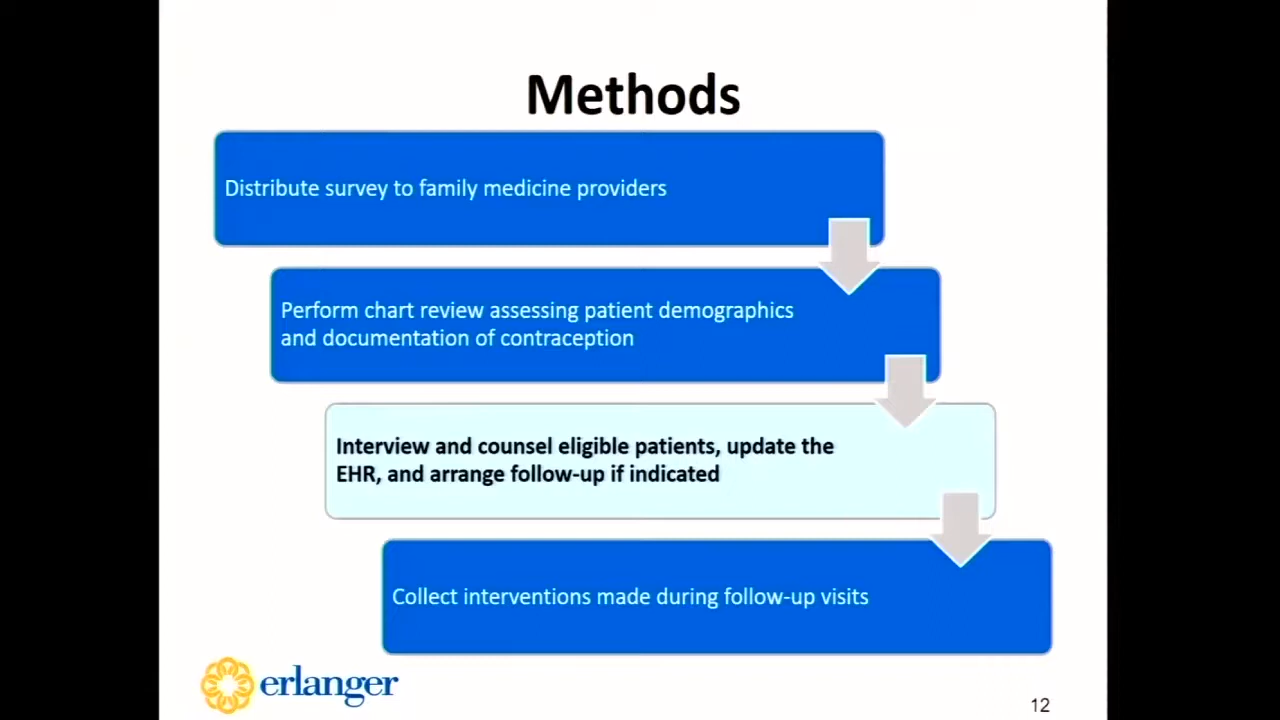 Methods
Distribute survey to family medicine providers
Perform chart review assessing patient demographics
and documentation of contraception
Interview and counsel eligible patients, update the
EHR, and arrange follow-up if indicated
Collect interventions made during follow-up visits
erlanger
12